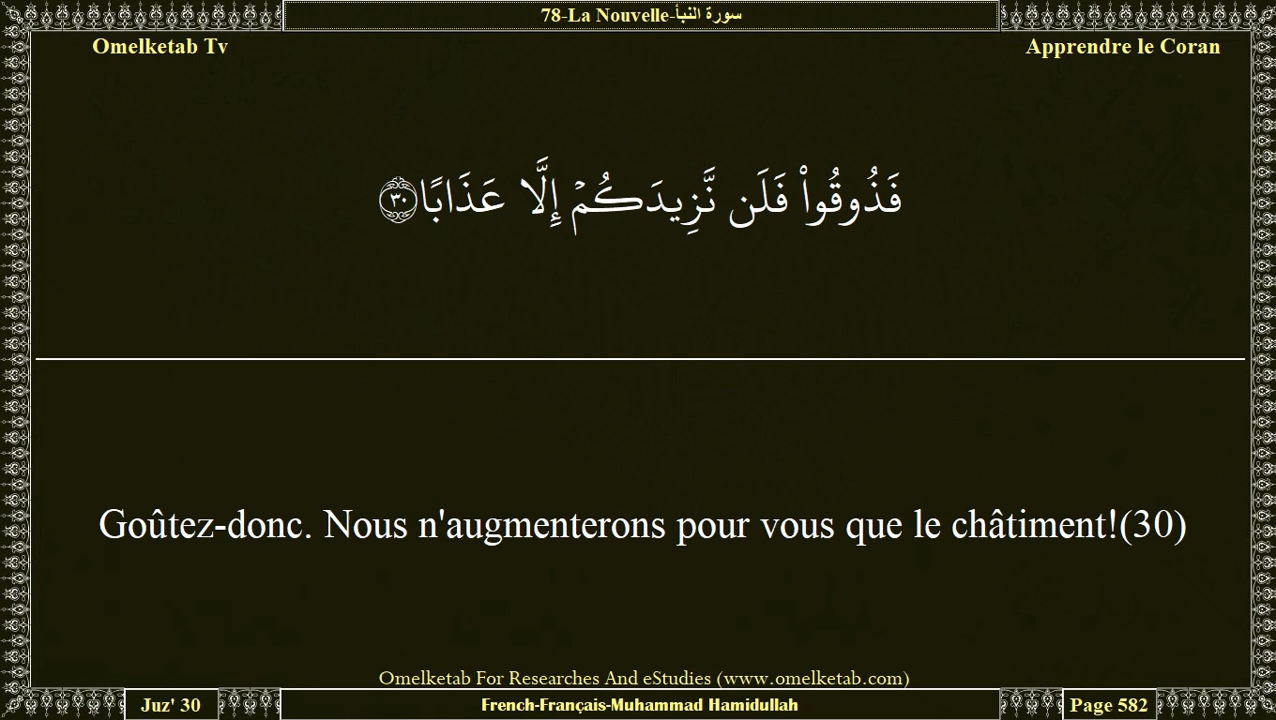 78-La Nouvelle-سورة النبأ
Omelketab Tv
Apprendre le Coran
فَذُوقُواْ فَلَن نَّزِيدَكُمۡ إِلَّا عَذَابًا ٣٠
Goûtez-donc. Nous n'augmenterons pour vous que le châtiment!(30)
Omelketab For Researches And eStudies (www.omelketab.com)
Juz' 30
French-Français-Muhammad Hamidullah
Page 582